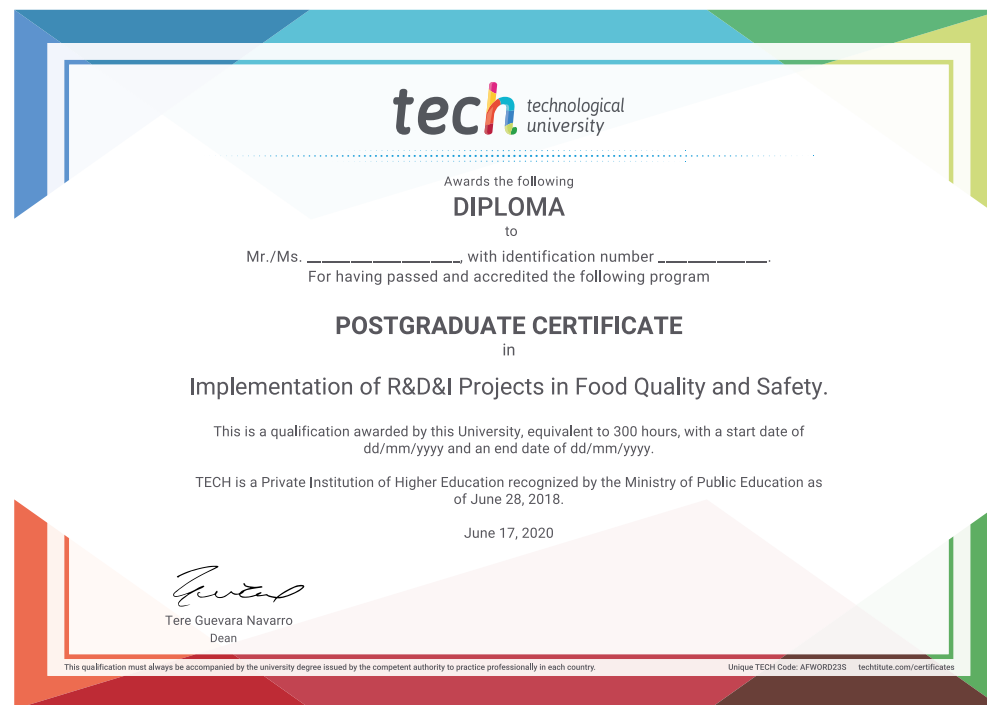 tech technological
university
Awards the following
DIPLOMA
to
Mr./Ms. _____________________, with identification number _______________.
For having passed and accredited the following program
POSTGRADUATE CERTIFICATE
in
Implementation of R&D&I Projects in Food Quality and Safety.
This is a qualification awarded by this University, equivalent to 300 hours, with a start date of
dd/mm/yyyy and an end date of dd/mm/yyyy.
TECH is a Private Institution of Higher Education recognized by the Ministry of Public Education as
of June 28, 2018.
June 17, 2020
Tere Guevara Navarro
Dean
This qualification must always be accompanied by the university degree issued by the competent authority to practice professionally in each country. Unique TECH Code: AFWORD23S techtitute.com/certificates